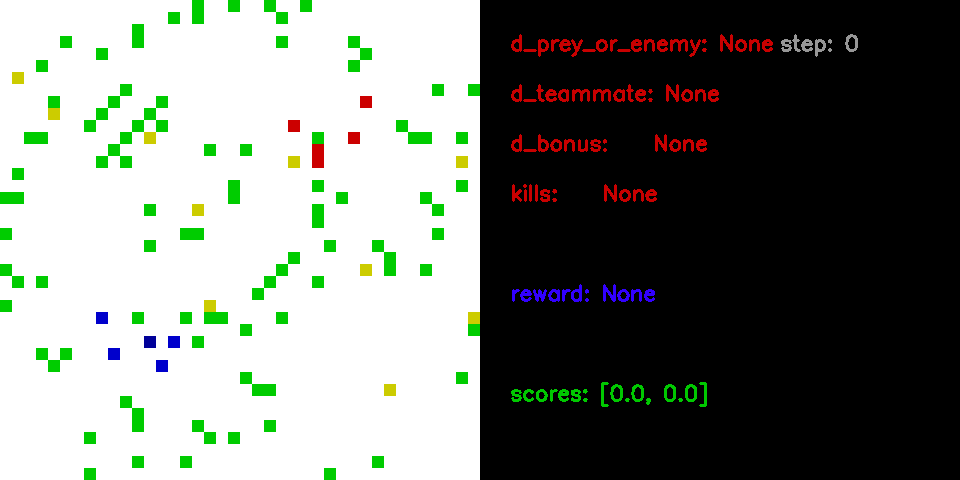 d_prey_or_enemy: None step: 0
d_teammate: None
d_bonus: None
kills: None
reward: None
scores: [0.0, 0.0]